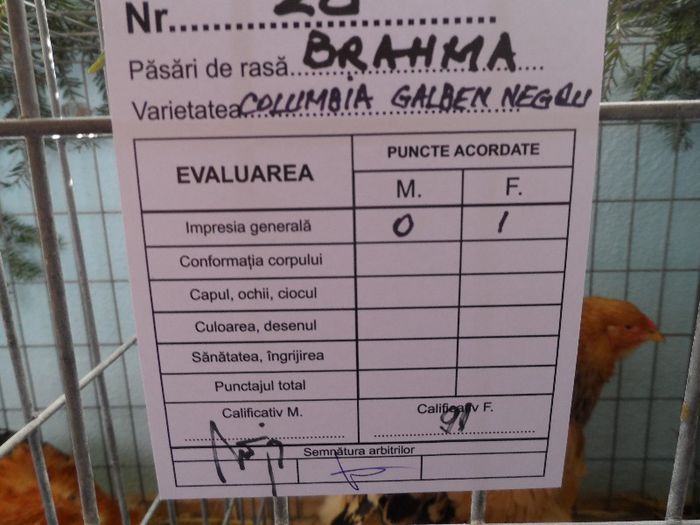 Nr. 28
Păsări de rasă BRAHMA
Varietatea COLUMBIA GALBEN NEGRU
EVALUAREA PUNCTE ACORDATE
M. F.
Impresia generală 0 1
Conformația corpului
Capul, ochii, ciocul
Culoarea, desenul
Sănătatea, îngrijirea
Punctajul total
Calificativ M. Calificativ F.
91
Semnătura arbitrilor